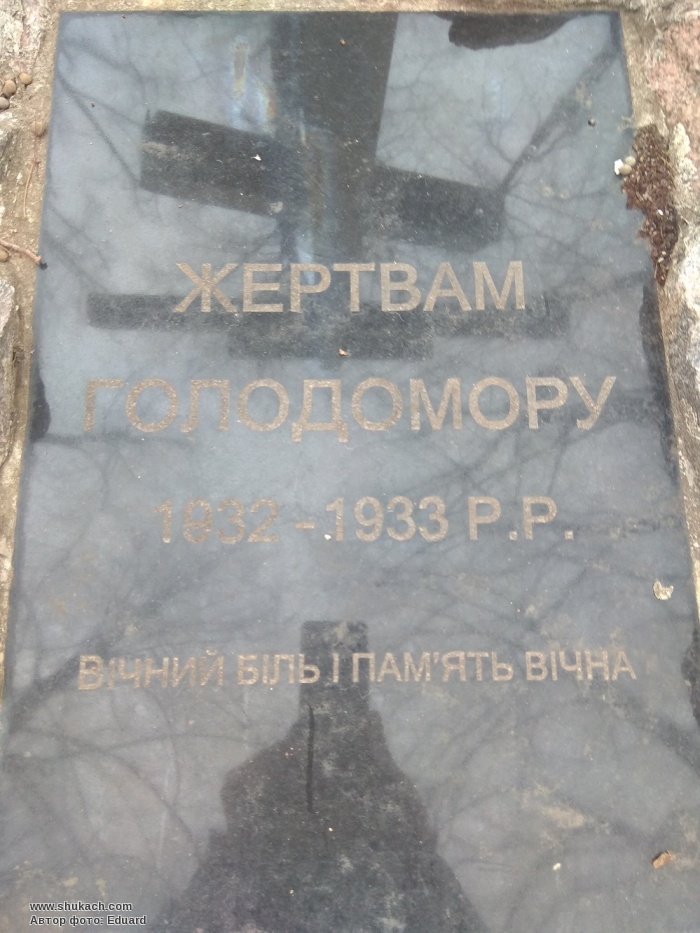 ЖЕРТВАМ
ГОЛОДОМОРУ
1932 - 1933 Р.Р.
ВІЧНИЙ БІЛЬ І ПАМ'ЯТЬ ВІЧНА
www.shukach.com
Автор фото: Eduard